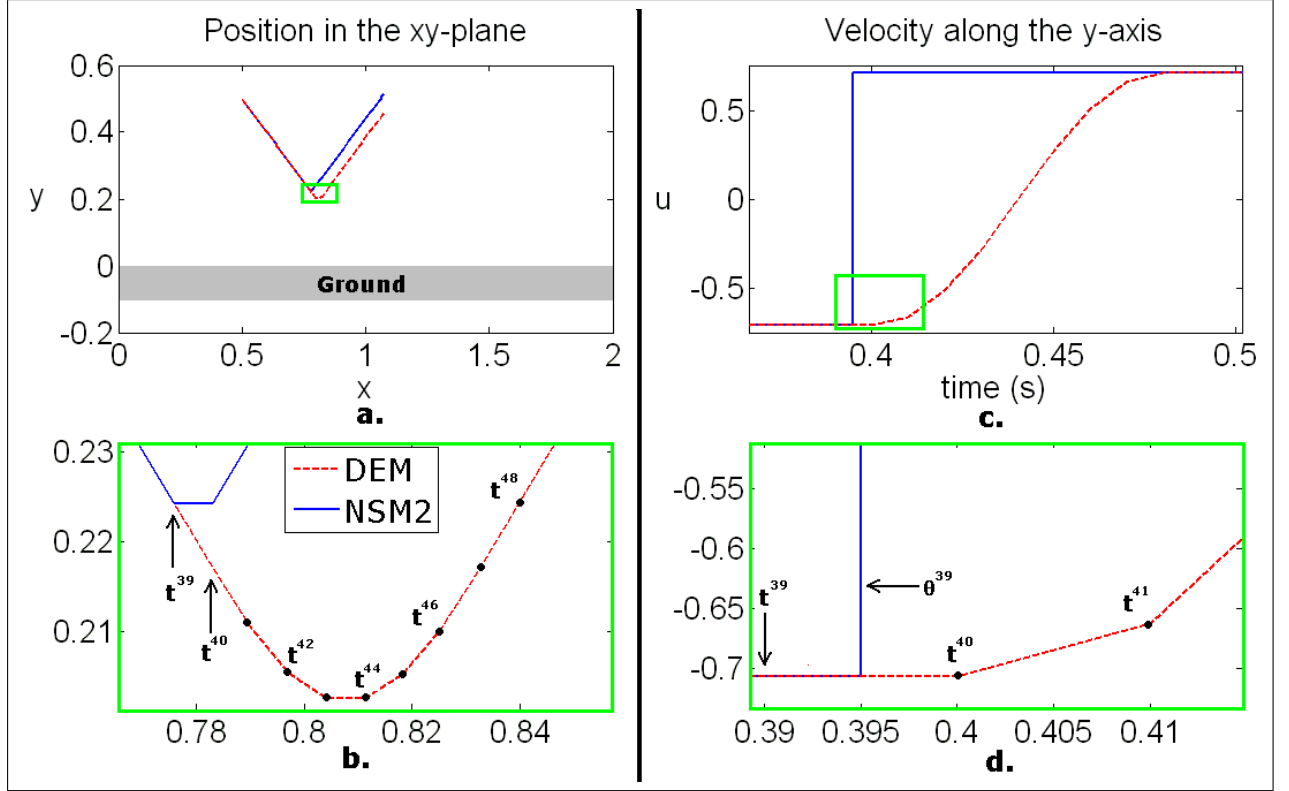 Position in the xy-plane
0.6
0.4
y
0.2
0
Ground
-0.2
0
0.5
1
1.5
2
x
a.
Velocity along the y-axis
0.5
0
u
-0.5
0.4
0.45
0.5
time (s)
c.
0.23
0.22
0.21
DEM
NSM2
t³⁹
t⁴⁰
t⁴²
t⁴⁴
t⁴⁶
t⁴⁸
0.78
0.8
0.82
0.84
b.
-0.55
-0.6
-0.65
-0.7
t³⁹
θ³⁹
t⁴⁰
t⁴¹
0.39
0.395
0.4
0.405
0.41
d.